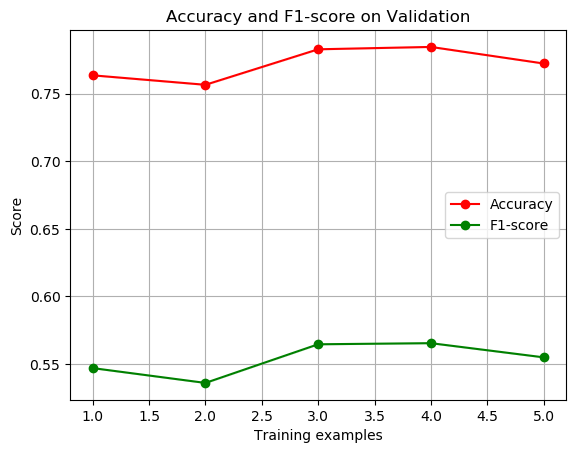 Accuracy and F1-score on Validation
Score
0.75
0.70
0.65
0.60
0.55
Accuracy
F1-score
1.0 1.5 2.0 2.5 3.0 3.5 4.0 4.5 5.0
Training examples